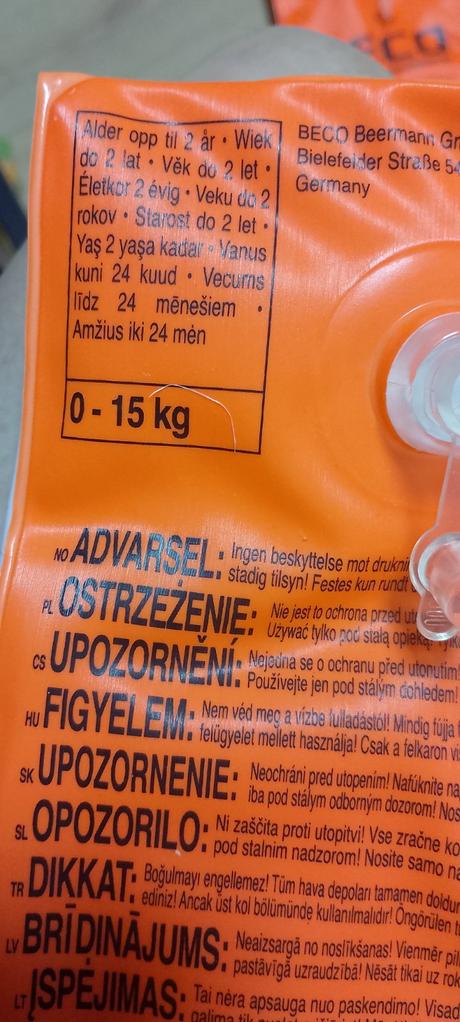 eca
Alder opp til 2 år • Wiek
do 2 lat • Věk do 2 let •
Életkor 2 évig • Veku do 2
rokov • Starost do 2 let •
Yaş 2 yaşa kadar • Vanus
kuni 24 kuud • Vecums
līdz 24 mēnešiem •
Amžius iki 24 mėn
0 - 15 kg
BECO Beermann
Bielefelder Straße 54
Germany
NO ADVARSEL: Ingen beskyttelse mot
stadig tilsyn! Festes kun rundt
PL OSTRZEŻENIE: Nie jest to ochrona przed
Używać tylko pod stałą opieką!
CS UPOZORNĚNÍ: Nejedna se o ochranu před utonutím!
Používejte jen pod stálým dohledem!
HU FIGYELEM: Nem véd meg a vízbe fulladástól! Mindig fújja
felügyelet mellett használja! Csak a felkaron
SK UPOZORNENIE: Neochráni pred utopením! Nafúknite
iba pod stálym odborným dozorom!
SL OPOZORILO: Ni zaščita proti utopitvi! Vse zračne
pod stalnim nadzorom! Nosite samo
TR DIKKAT: Boğulmayı engellemez! Tüm hava depoları tamamen
ediniz! Ancak üst kol bölümünde kullanılmalıdır! Öngörülen
LV BRĪDINĀJUMS: Neaizsargā no noslīkšanas! Vienmēr
pastāvīgā uzraudzībā! Nēsāt tikai uz
LT ĮSPĖJIMAS: Tai nėra apsauga nuo paskendimo!